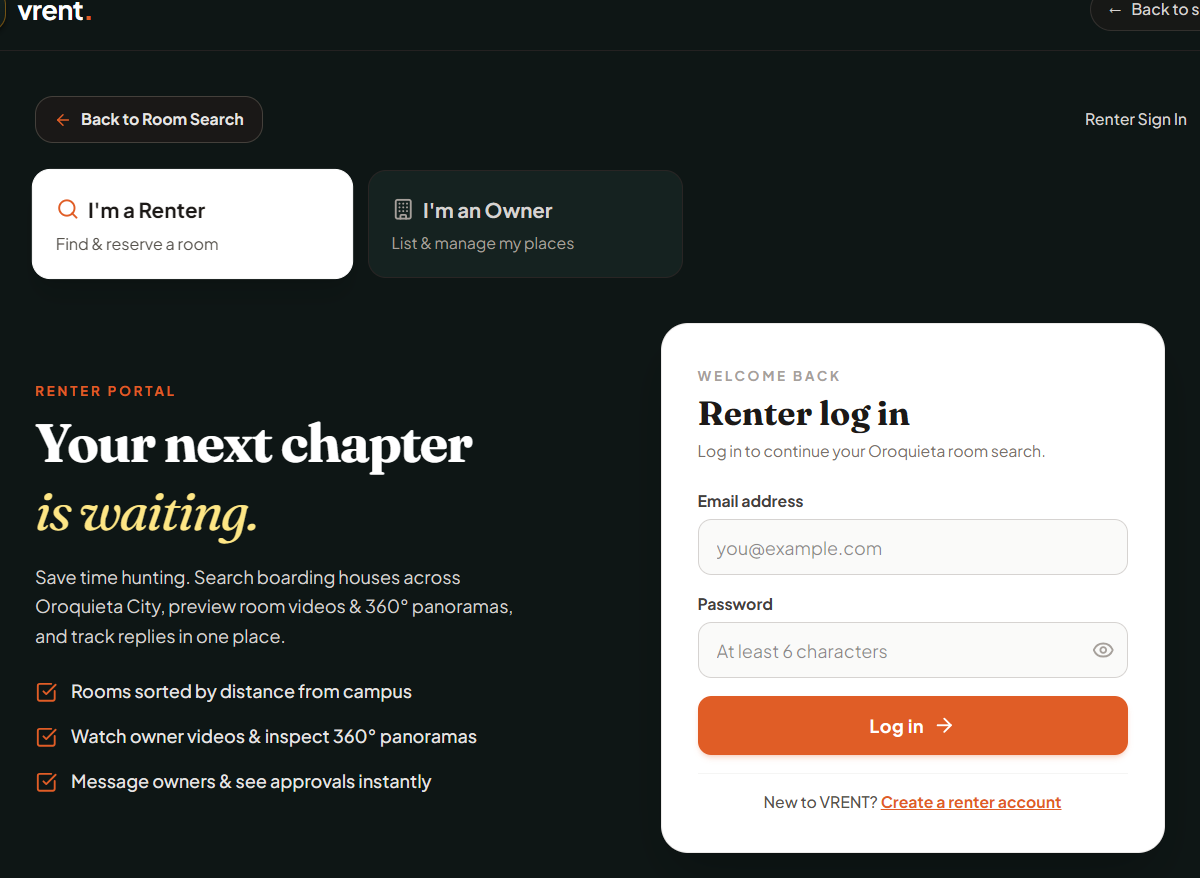 vrent.
← Back to s
Back to Room Search
Renter Sign In
I'm a Renter
Find & reserve a room
I'm an Owner
List & manage my places
RENTER PORTAL
Your next chapter
is waiting.
Save time hunting. Search boarding houses across
Oroquieta City, preview room videos & 360° panoramas,
and track replies in one place.
Rooms sorted by distance from campus
Watch owner videos & inspect 360° panoramas
Message owners & see approvals instantly
WELCOME BACK
Renter log in
Log in to continue your Oroquieta room search.
Email address
you@example.com
Password
At least 6 characters
Log in →
New to VRENT? Create a renter account